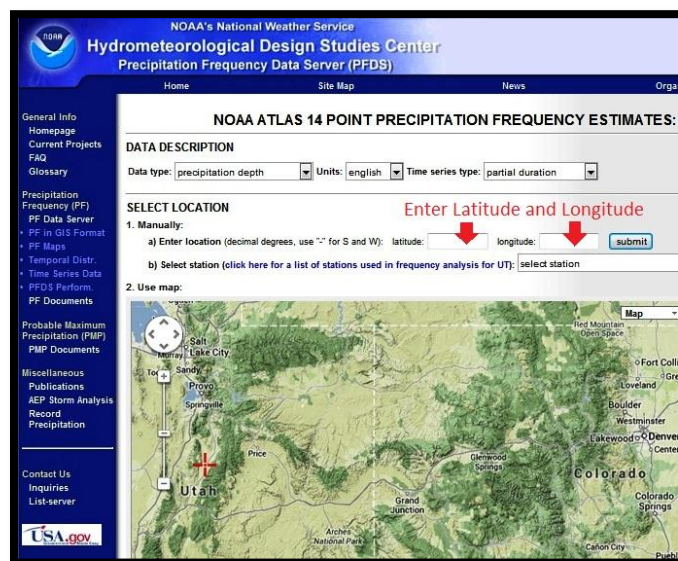 NOAA
NOAA's National Weather Service
Hydrometeorological Design Studies Center
Precipitation Frequency Data Server (PFDS)
Home Site Map News Orga
General Info
Homepage
Current Projects
FAQ
Glossary
Precipitation
Frequency (PF)
PF Data Server
PF in GIS Format
PF Maps
Temporal Distr.
Time Series Data
PFDS Perform.
PF Documents
Probable Maximum
Precipitation (PMP)
PMP Documents
Miscellaneous
Publications
AEP Storm Analysis
Record
Precipitation
Contact Us
Inquiries
List-server
USA.gov
NOAA ATLAS 14 POINT PRECIPITATION FREQUENCY ESTIMATES:
DATA DESCRIPTION
Data type: precipitation depth Units: english Time series type: partial duration
SELECT LOCATION
Enter Latitude and Longitude
1. Manually:
a) Enter location (decimal degrees, use "-" for S and W): latitude: longitude: submit
b) Select station (click here for a list of stations used in frequency analysis for UT): select station
2. Use map:
Map
Red Mountain
Open Space
Salt
Lake City
Murray
Sandy
Provo
Springville
Price
Utah
Fort Colli
Gre
Loveland
Boulder
Westminster
Lakewood Denver
Cente
Glenwood
Springs
Colorado
Grand
Junction
Colorado
Springs
Arches
National Park
Cañon City
Puebl